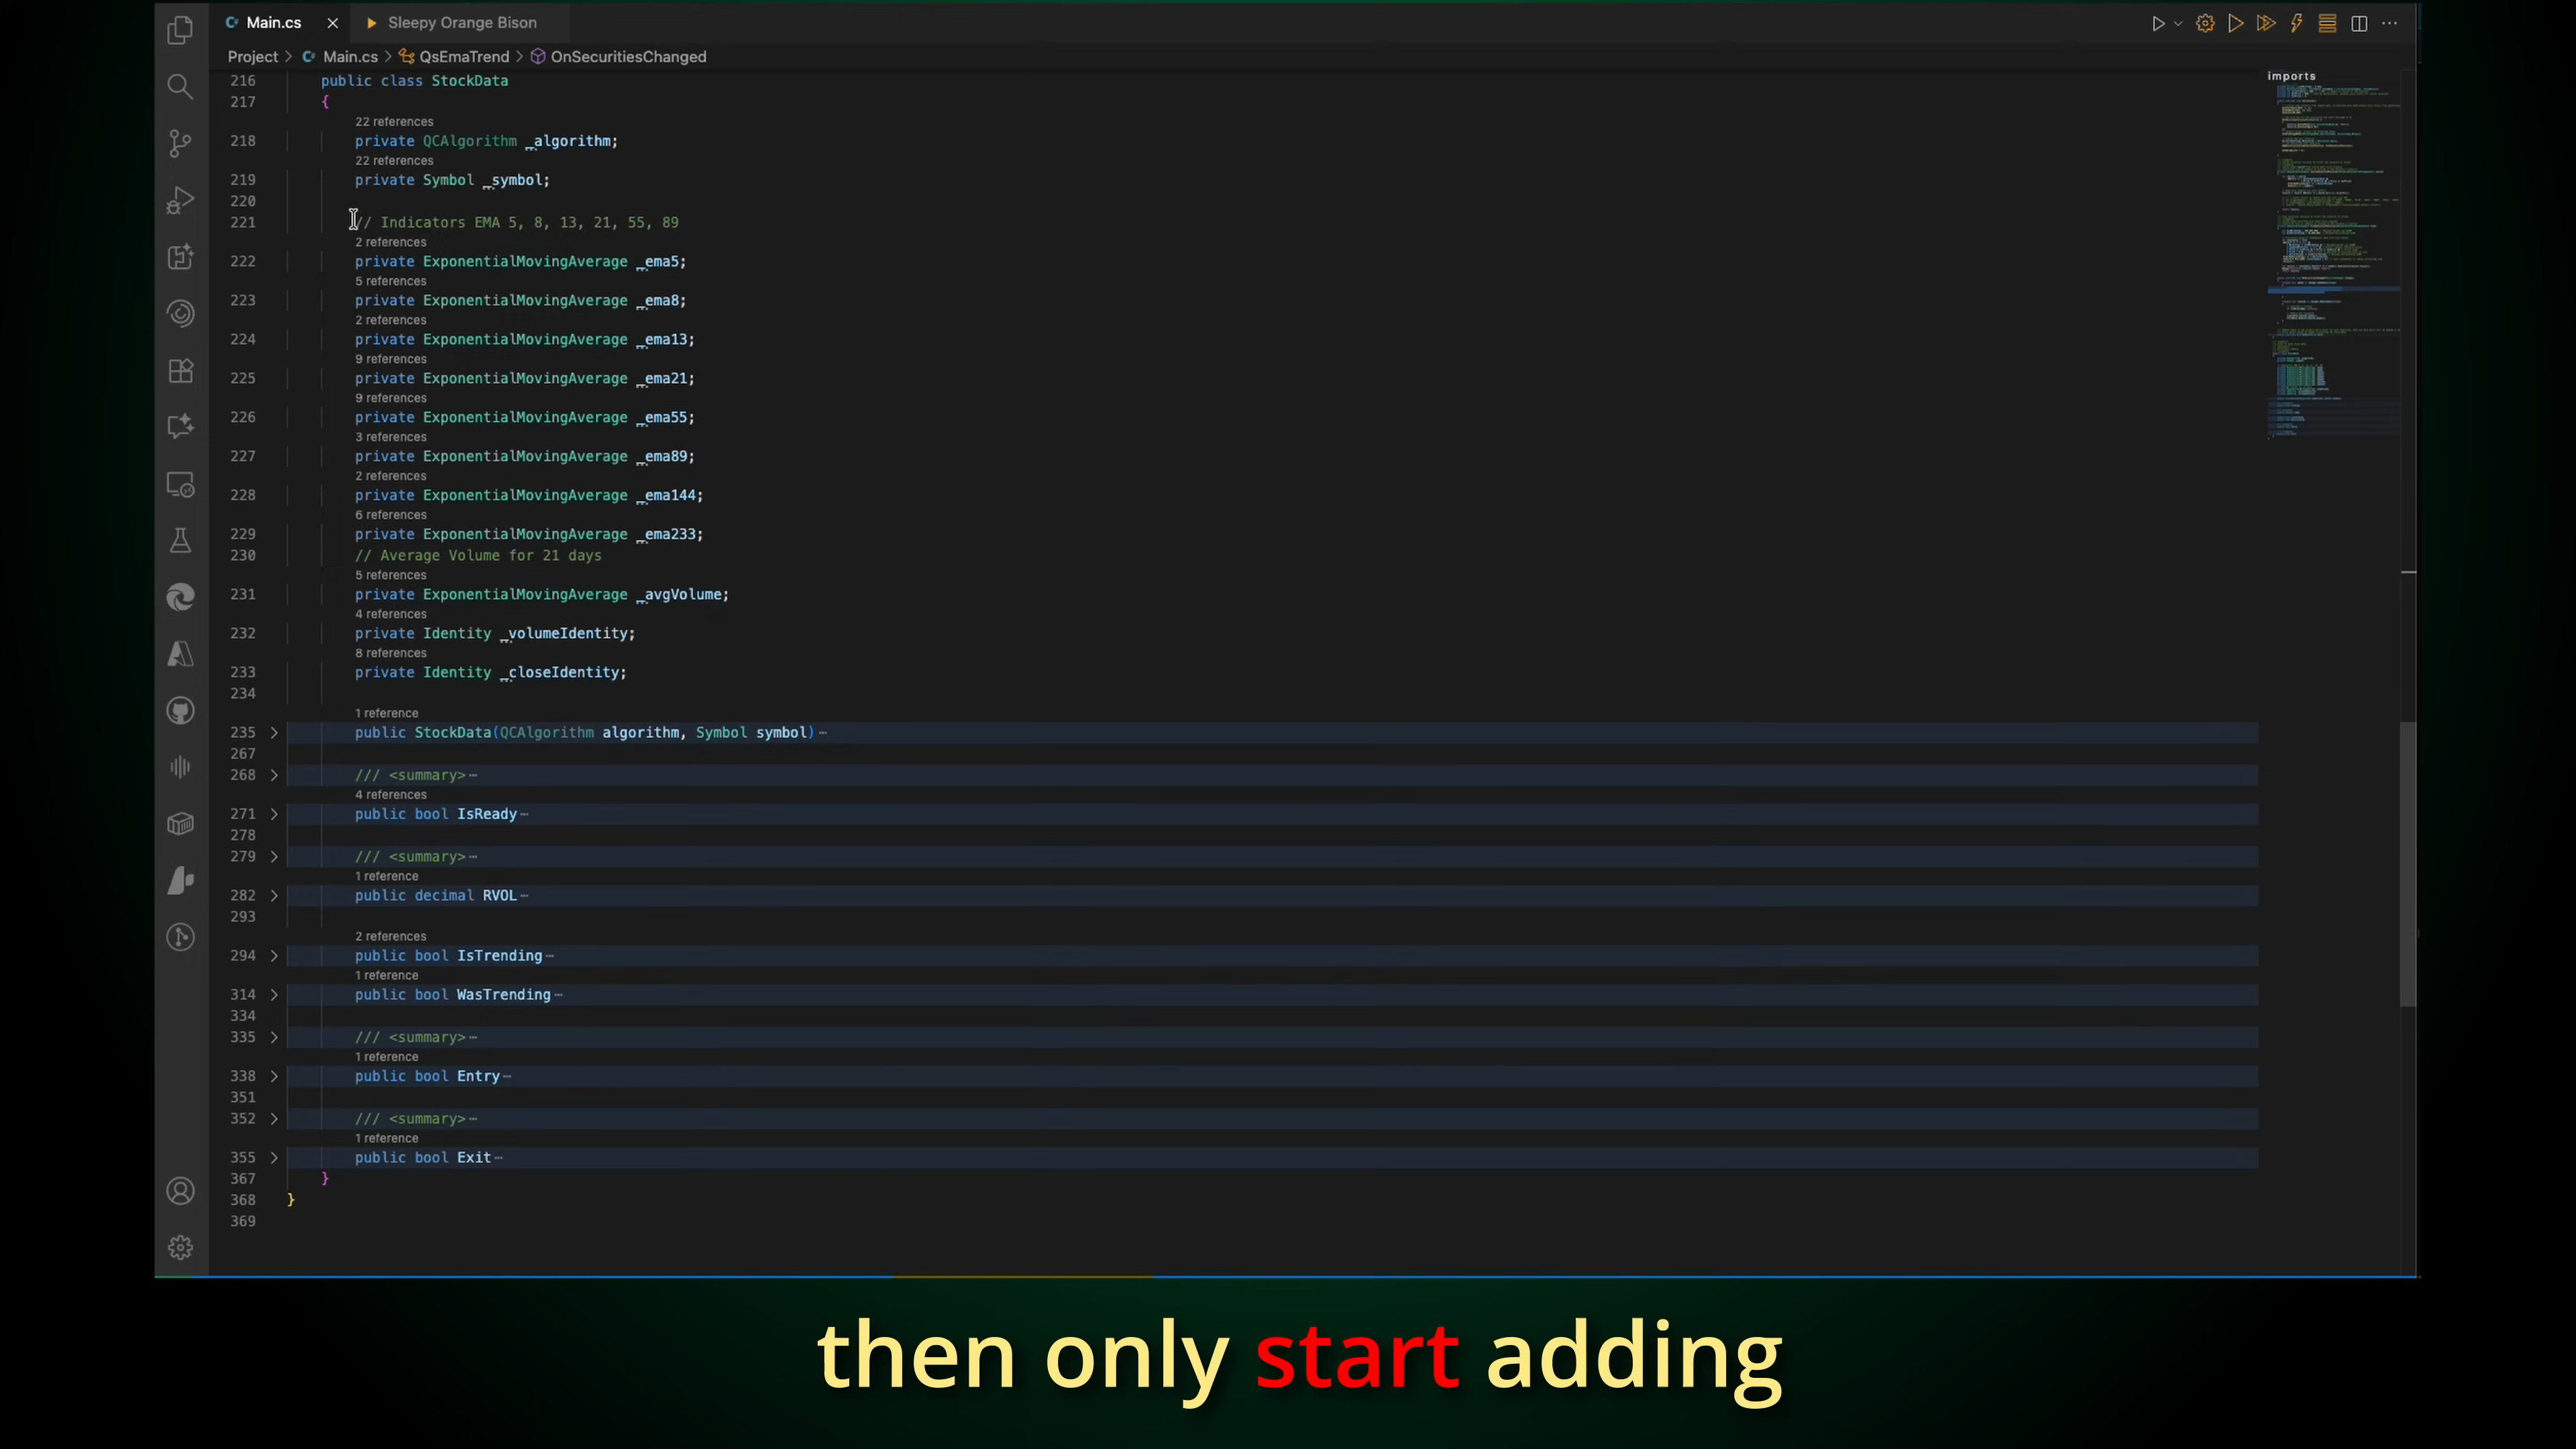 Main.cs
Sleepy Orange Bison
Project > Main.cs > QsEmaTrend > OnSecuritiesChanged
imports
216 public class StockData
217 {
22 references
218 private QCAlgorithm _algorithm;
22 references
219 private Symbol _symbol;
220
221 // Indicators EMA 5, 8, 13, 21, 55, 89
2 references
222 private ExponentialMovingAverage _ema5;
5 references
223 private ExponentialMovingAverage _ema8;
2 references
224 private ExponentialMovingAverage _ema13;
9 references
225 private ExponentialMovingAverage _ema21;
9 references
226 private ExponentialMovingAverage _ema55;
3 references
227 private ExponentialMovingAverage _ema89;
2 references
228 private ExponentialMovingAverage _ema144;
6 references
229 private ExponentialMovingAverage _ema233;
230 // Average Volume for 21 days
5 references
231 private ExponentialMovingAverage _avgVolume;
4 references
232 private Identity _volumeIdentity;
8 references
233 private Identity _closeIdentity;
234
1 reference
235 public StockData(QCAlgorithm algorithm, Symbol symbol)⋯
267
268 /// <summary>⋯
4 references
271 public bool IsReady⋯
278
279 /// <summary>⋯
1 reference
282 public decimal RVOL⋯
293
2 references
294 public bool IsTrending⋯
1 reference
314 public bool WasTrending⋯
334
335 /// <summary>⋯
1 reference
338 public bool Entry⋯
351
352 /// <summary>⋯
1 reference
355 public bool Exit⋯
367 }
368 }
369
then only start adding